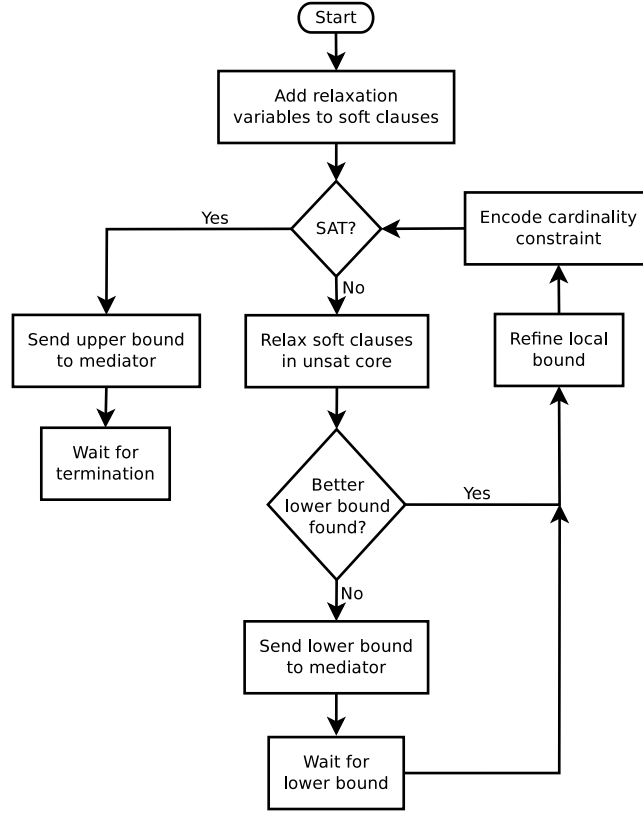 Start
Add relaxation
variables to soft clauses
Yes
SAT?
Encode cardinality
constraint
No
Send upper bound
to mediator
Relax soft clauses
in unsat core
Refine local
bound
Wait for
termination
Better
lower bound
found?
Yes
No
Send lower bound
to mediator
Wait for
lower bound